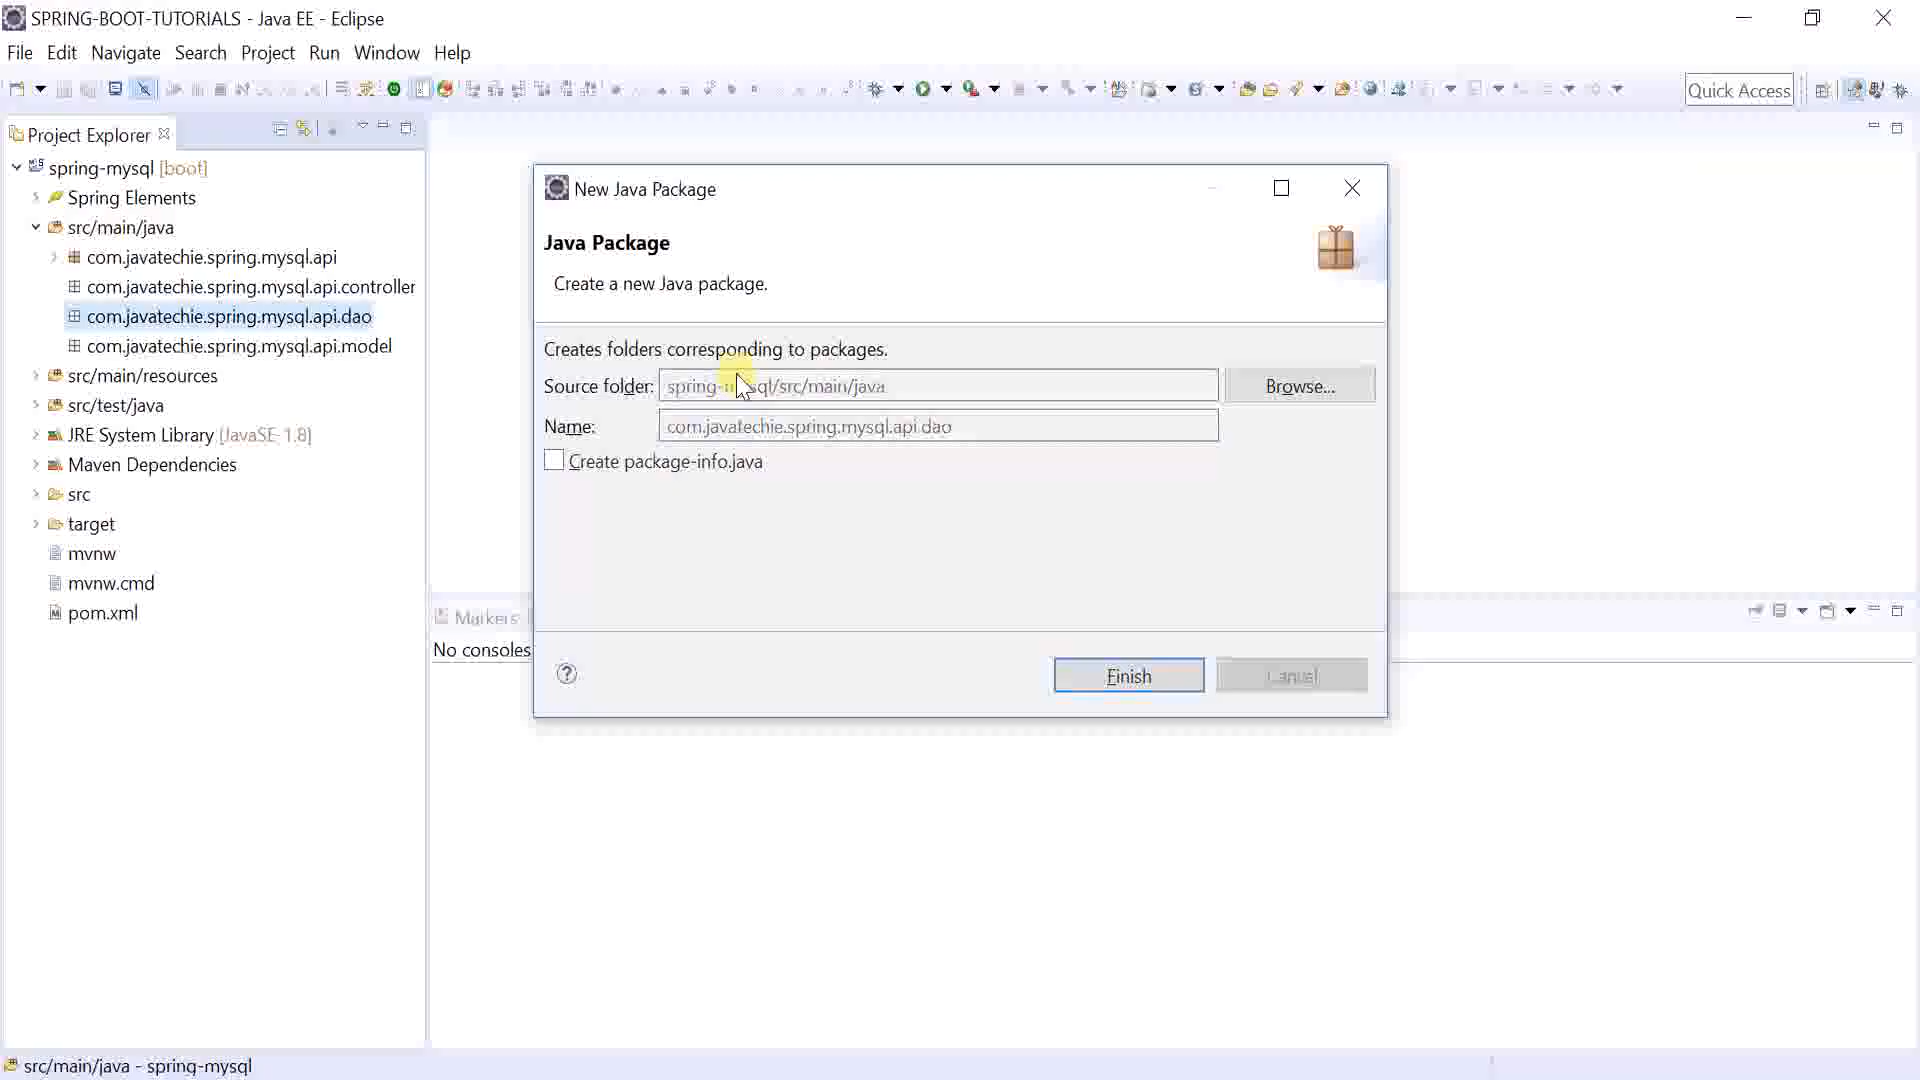 SPRING-BOOT-TUTORIALS - Java EE - Eclipse
File Edit Navigate Search Project Run Window Help
Quick Access
Project Explorer
spring-mysql [boot]
Spring Elements
src/main/java
com.javatechie.spring.mysql.api
com.javatechie.spring.mysql.api.controller
com.javatechie.spring.mysql.api.dao
com.javatechie.spring.mysql.api.model
src/main/resources
src/test/java
JRE System Library [JavaSE-1.8]
Maven Dependencies
src
target
mvnw
mvnw.cmd
pom.xml
New Java Package
Java Package
Create a new Java package.
Creates folders corresponding to packages.
Source folder: spring-mysql/src/main/java Browse...
Name: com.javatechie.spring.mysql.api.dao
Create package-info.java
Finish Cancel
Markers
No consoles
src/main/java - spring-mysql